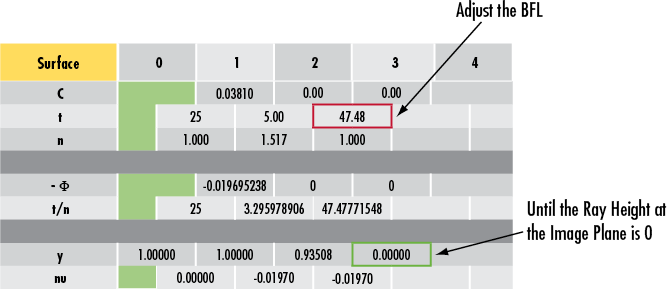 Adjust the BFL
Surface 0 1 2 3 4
C 0.03810 0.00 0.00
t 25 5.00 47.48
n 1.000 1.517 1.000
- Φ -0.019695238 0 0
t/n 25 3.295978906 47.47771548
Until the Ray Height at
the Image Plane is 0
y 1.00000 1.00000 0.93508 0.00000
nu 0.00000 -0.01970 -0.01970